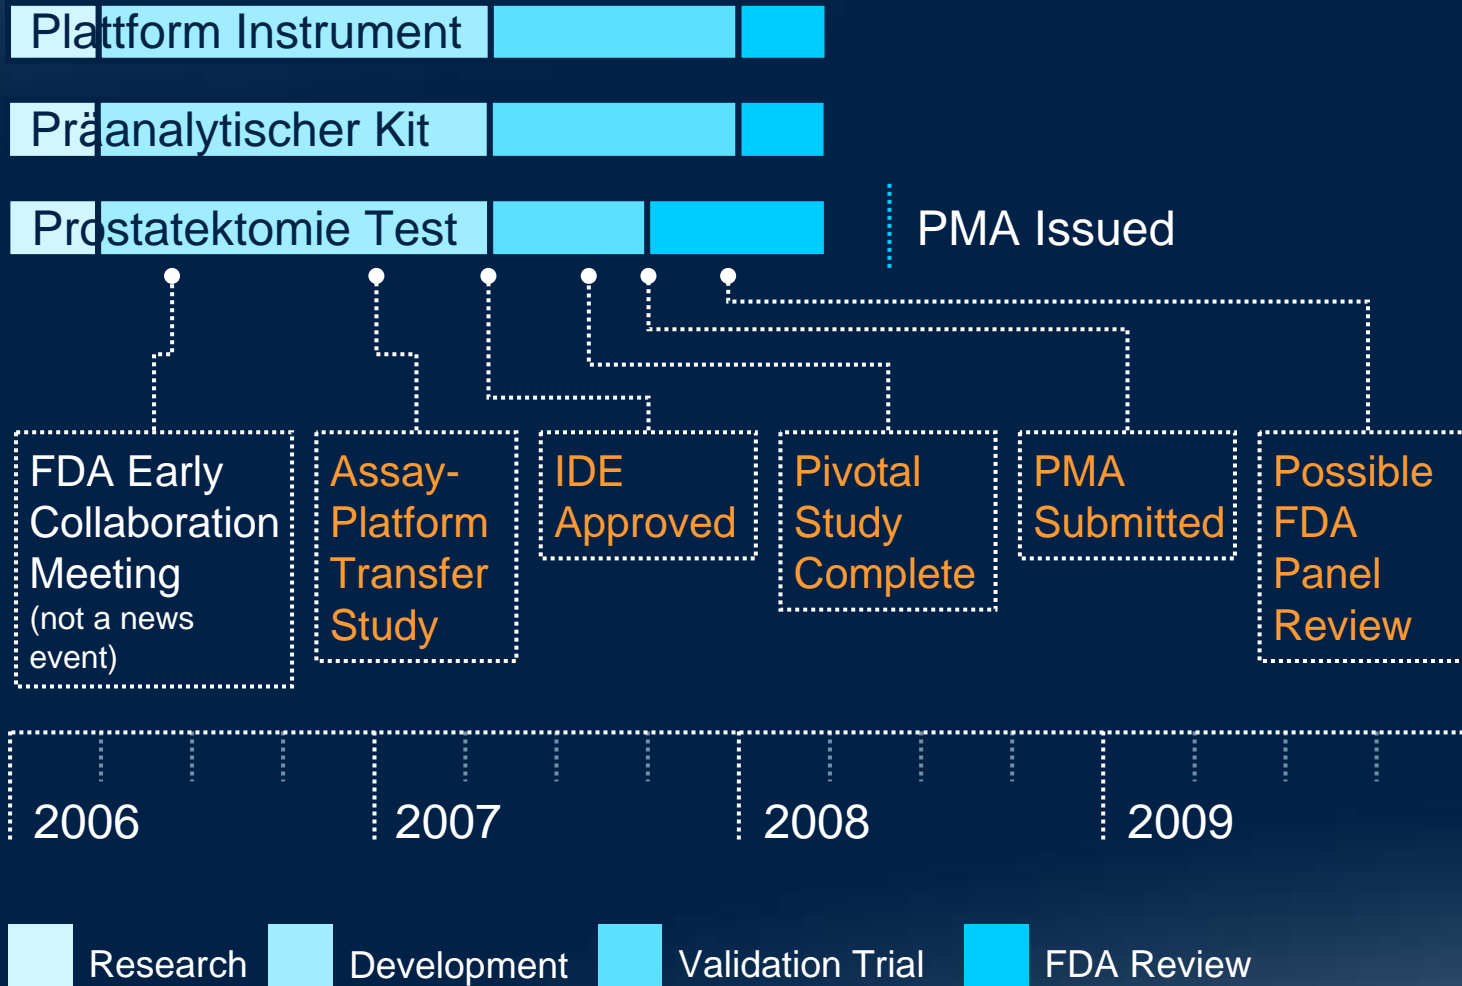 Plattform Instrument
Präanalytischer Kit
Prostatektomie Test
PMA Issued
FDA Early
Collaboration
Meeting
(not a news
event)
Assay-
Platform
Transfer
Study
IDE
Approved
Pivotal
Study
Complete
PMA
Submitted
Possible
FDA
Panel
Review
2006
2007
2008
2009
Research
Development
Validation Trial
FDA Review